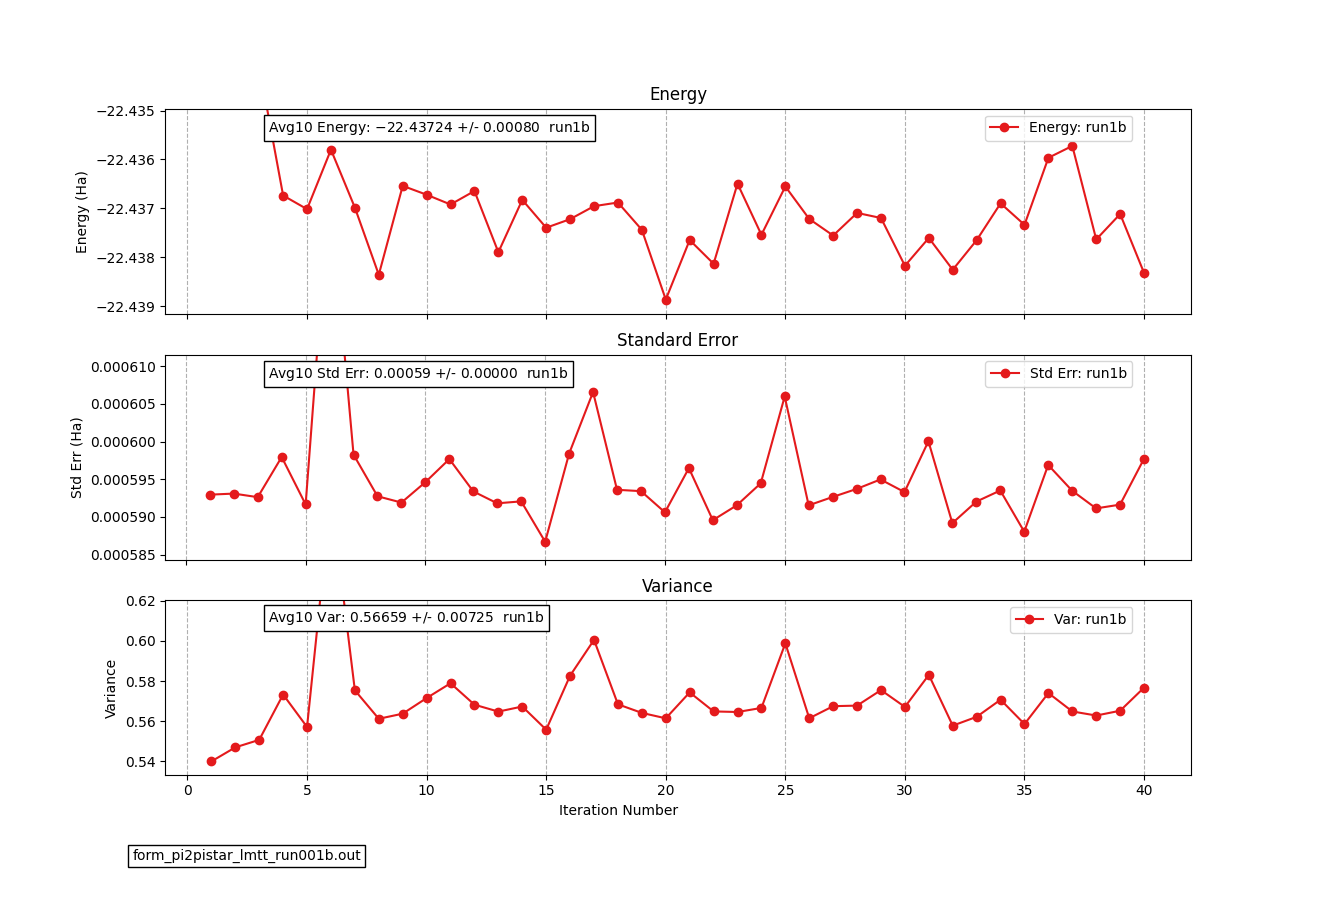 Energy
Energy (Ha)
−22.435
−22.436
−22.437
−22.438
−22.439
Avg10 Energy: −22.43724 +/- 0.00080 run1b
Energy: run1b
Standard Error
Std Err (Ha)
0.000610
0.000605
0.000600
0.000595
0.000590
0.000585
Avg10 Std Err: 0.00059 +/- 0.00000 run1b
Std Err: run1b
Variance
Variance
0.62
0.60
0.58
0.56
0.54
Avg10 Var: 0.56659 +/- 0.00725 run1b
Var: run1b
0 5 10 15 20 25 30 35 40
Iteration Number
form_pi2pistar_lmtt_run001b.out